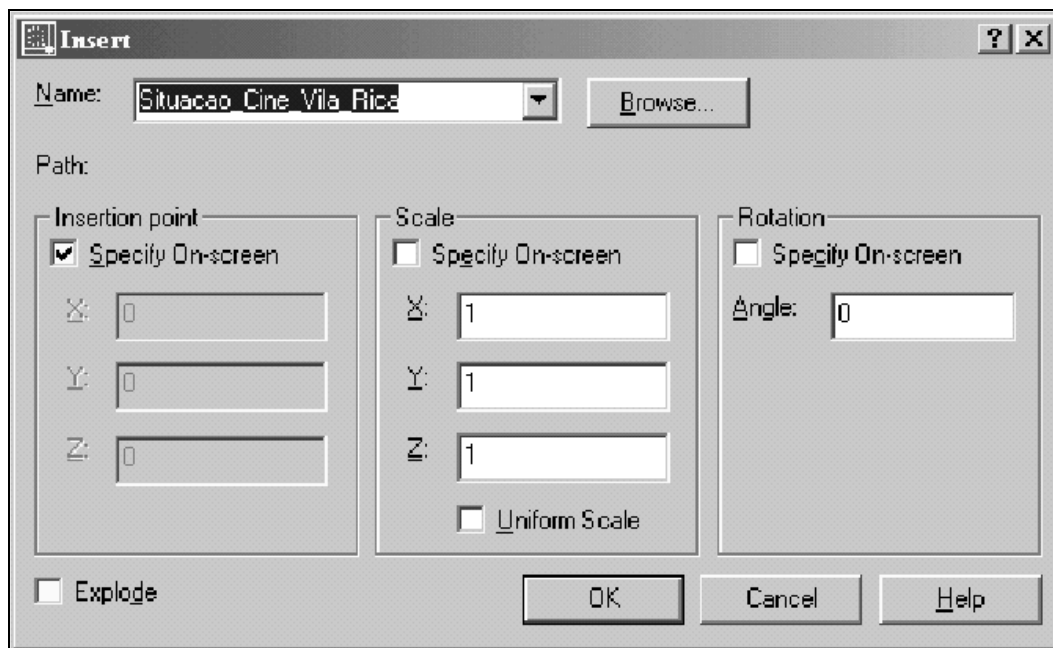 Insert
Name: Situacao_Cine_Vila_Rica Browse...
Path:
Insertion point
Specify On-screen
X: 0
Y: 0
Z: 0
Scale
Specify On-screen
X: 1
Y: 1
Z: 1
Uniform Scale
Rotation
Specify On-screen
Angle: 0
Explode
OK Cancel Help